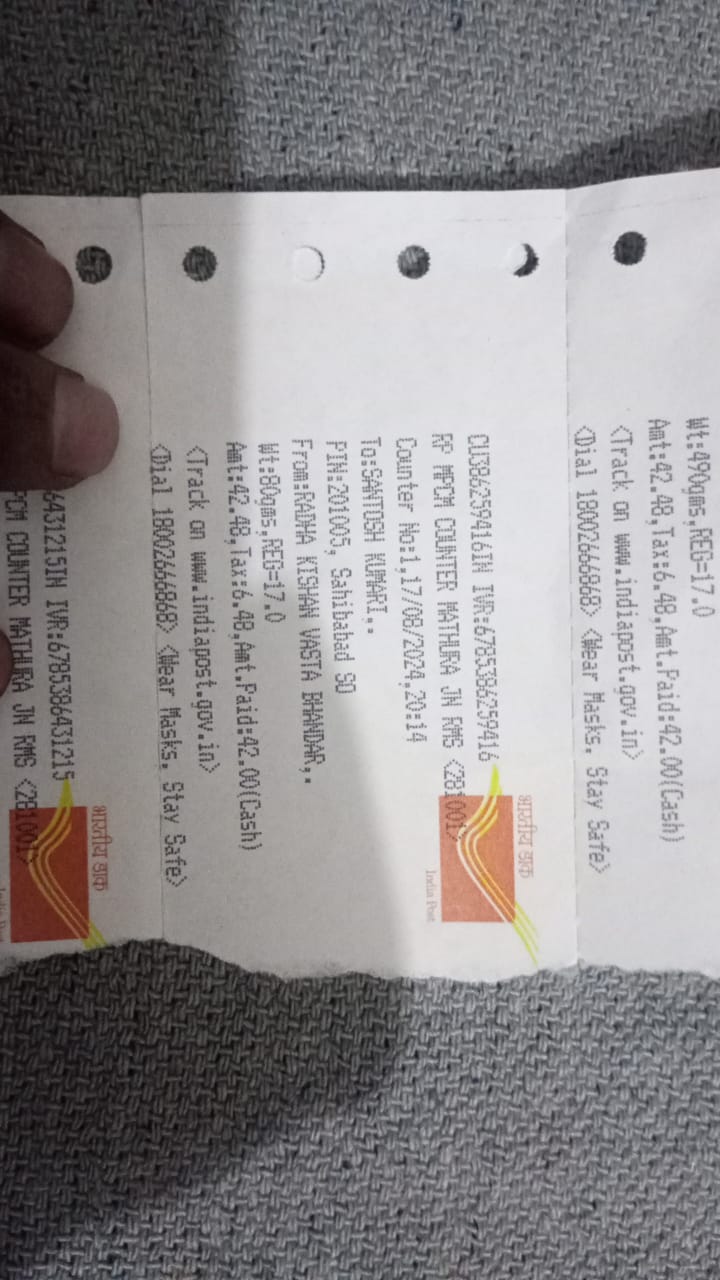 Wt:490gms,REG=17.0
Amt:42.48,Tax:6.48,Amt.Paid:42.00(Cash)
<Track on www.indiapost.gov.in>
<Dial 18002666868> <Wear Masks, Stay Safe>
भारतीय डाक
India Post
CU386259416IN IVR:6785386259416
RP MPCM COUNTER MATHURA JN RMS <281001>
Counter No:1,17/08/2024,20:14
To:SANTOSH KUMARI,.
PIN:201005, Sahibabad SO
From:RADHA KISHAN VASTA BHANDAR,.
Wt:80gms,REG=17.0
Amt:42.48,Tax:6.48,Amt.Paid:42.00(Cash)
<Track on www.indiapost.gov.in>
<Dial 18002666868> <Wear Masks, Stay Safe>
भारतीय डाक
India Post
6431215IN IVR:6785386431215
PCM COUNTER MATHURA JN RMS <281001>